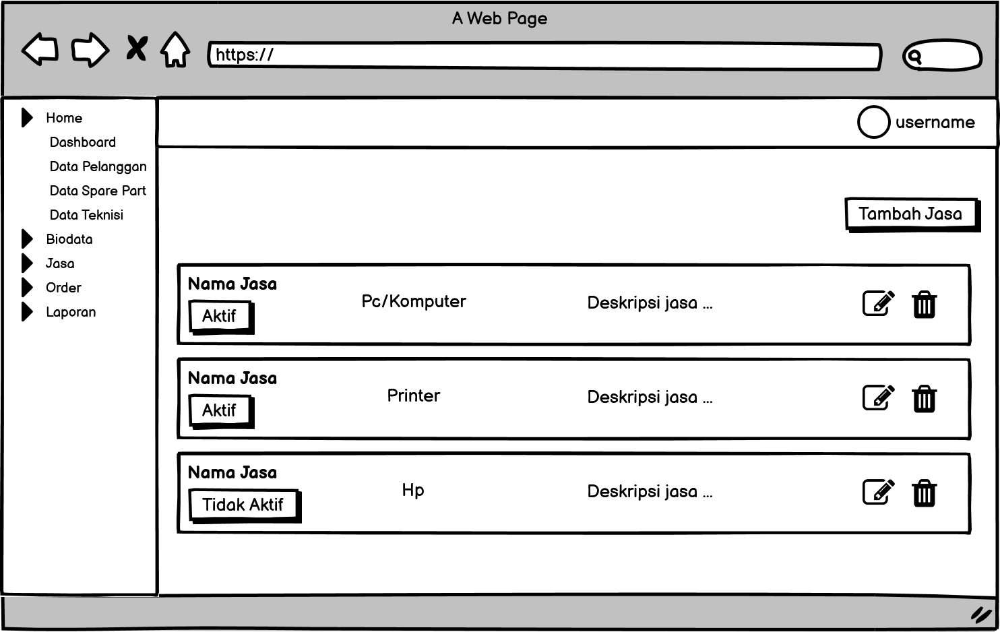 A Web Page
https://
username
Home
Dashboard
Data Pelanggan
Data Spare Part
Data Teknisi
Biodata
Jasa
Order
Laporan
Tambah Jasa
Nama Jasa
Aktif
Pc/Komputer
Deskripsi jasa ...
Nama Jasa
Aktif
Printer
Deskripsi jasa ...
Nama Jasa
Tidak Aktif
Hp
Deskripsi jasa ...